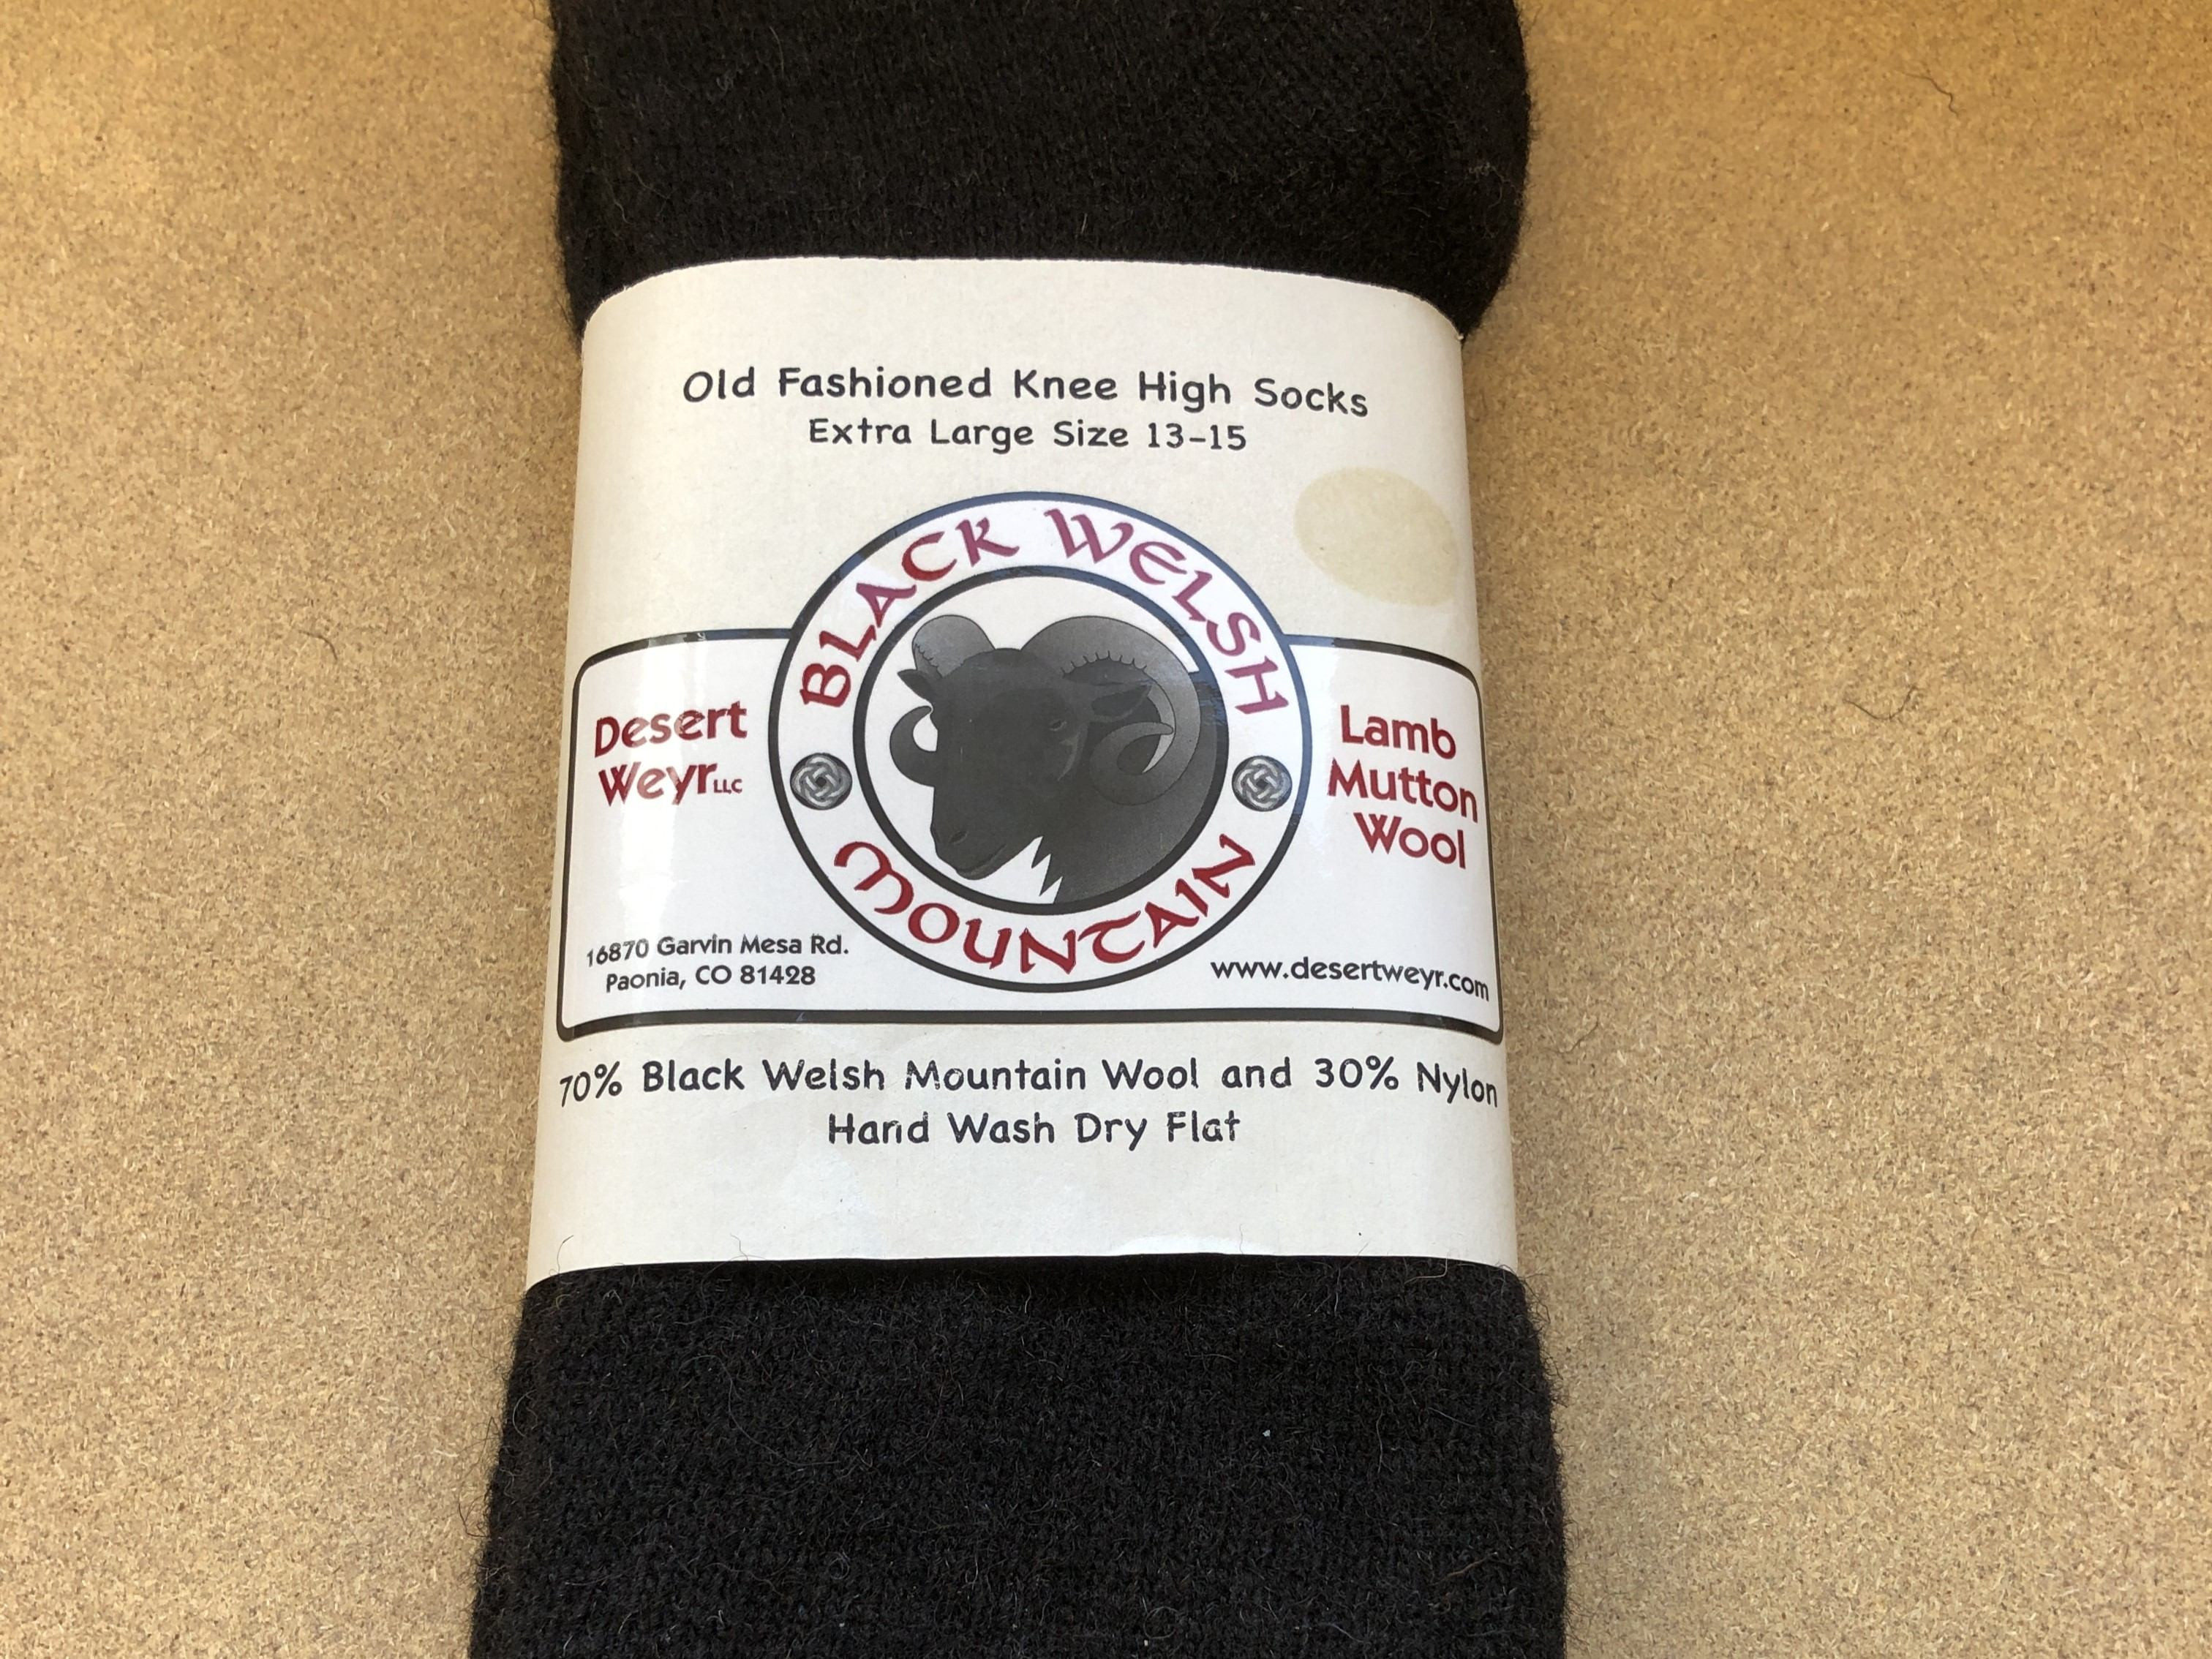 Old Fashioned Knee High Socks
Extra Large Size 13-15
BLACK WELSH
MOUNTAIN
Desert
Weyr LLC
Lamb
Mutton
Wool
16870 Garvin Mesa Rd.
Paonia, CO 81428
www.desertweyr.com
70% Black Welsh Mountain Wool and 30% Nylon
Hand Wash Dry Flat